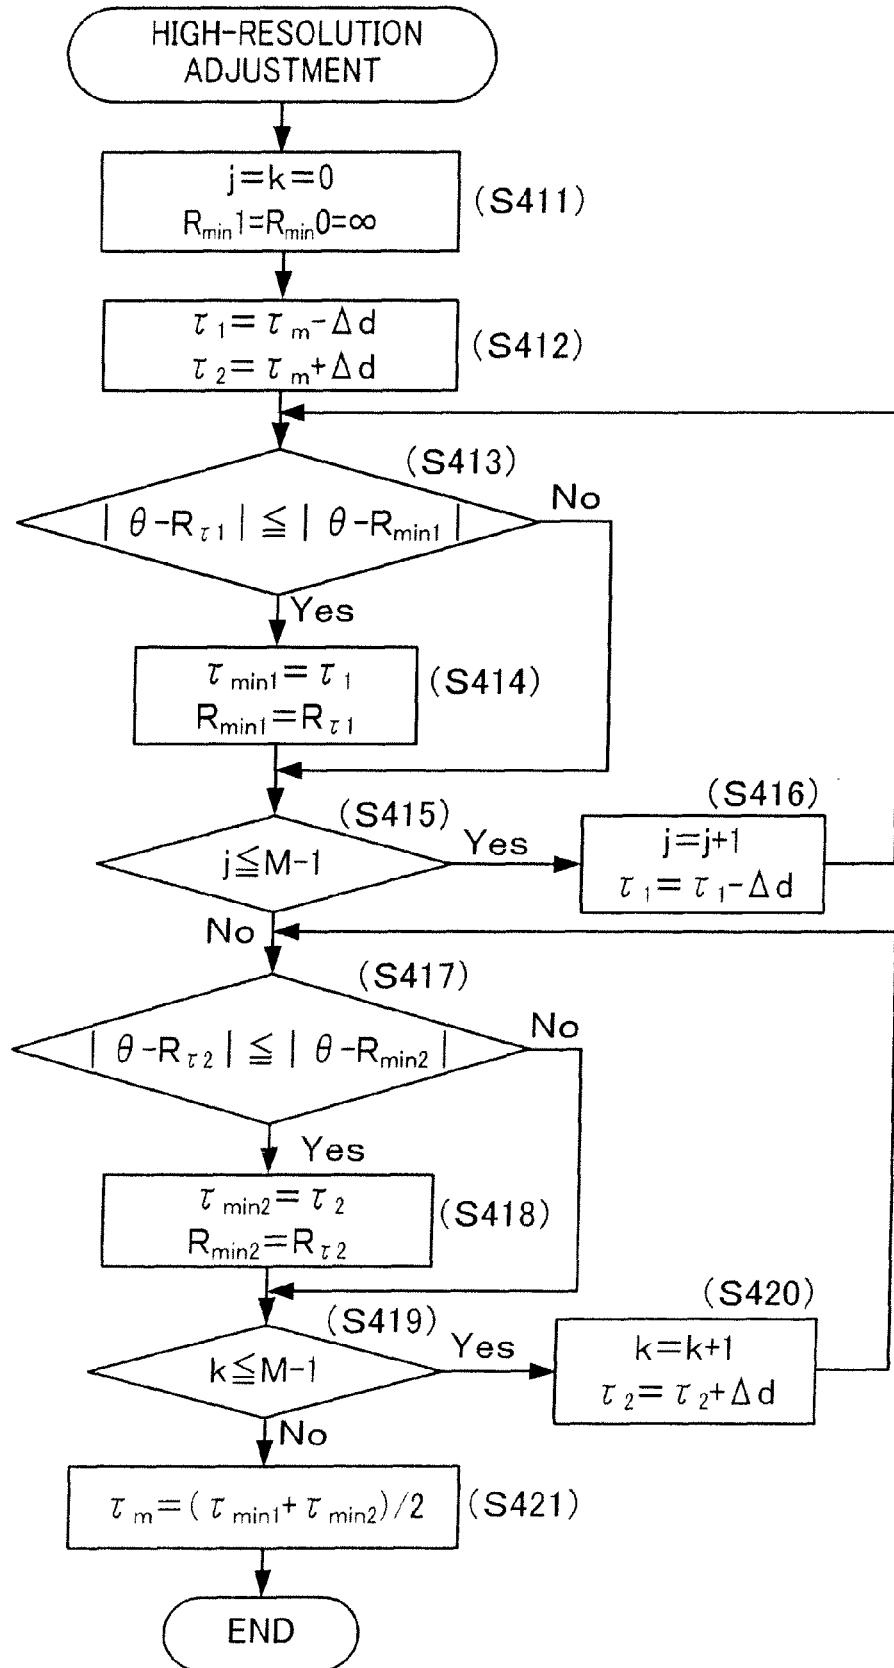 HIGH-RESOLUTION
ADJUSTMENT
j=k=0
Rmin1=Rmin0=∞
(S411)
τ1=τm-Δd
τ2=τm+Δd
(S412)
(S413)
|θ-Rτ1|≦|θ-Rmin1|
No
Yes
τmin1=τ1
Rmin1=Rτ1
(S414)
(S415)
j≦M-1
Yes
(S416)
j=j+1
τ1=τ1-Δd
No
(S417)
|θ-Rτ2|≦|θ-Rmin2|
No
Yes
τmin2=τ2
Rmin2=Rτ2
(S418)
(S419)
k≦M-1
Yes
(S420)
k=k+1
τ2=τ2+Δd
No
τm=(τmin1+τmin2)/2
(S421)
END